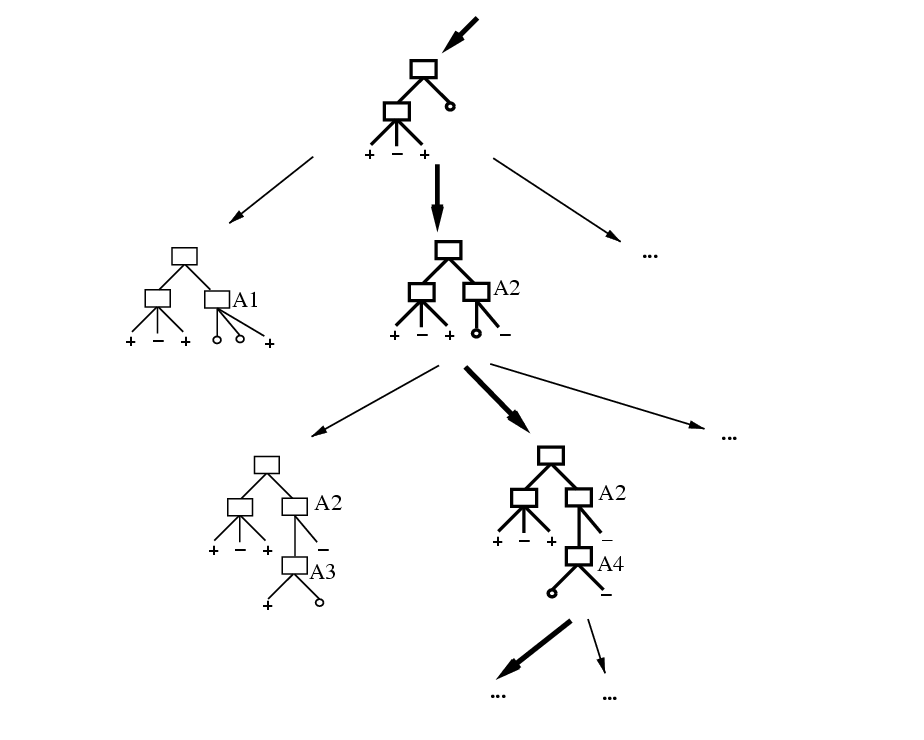 + – +
...
A1
A2
+ – + +
+ – + –
...
A2
A2
+ – + –
+ – + –
A3
A4
+
–
... ...